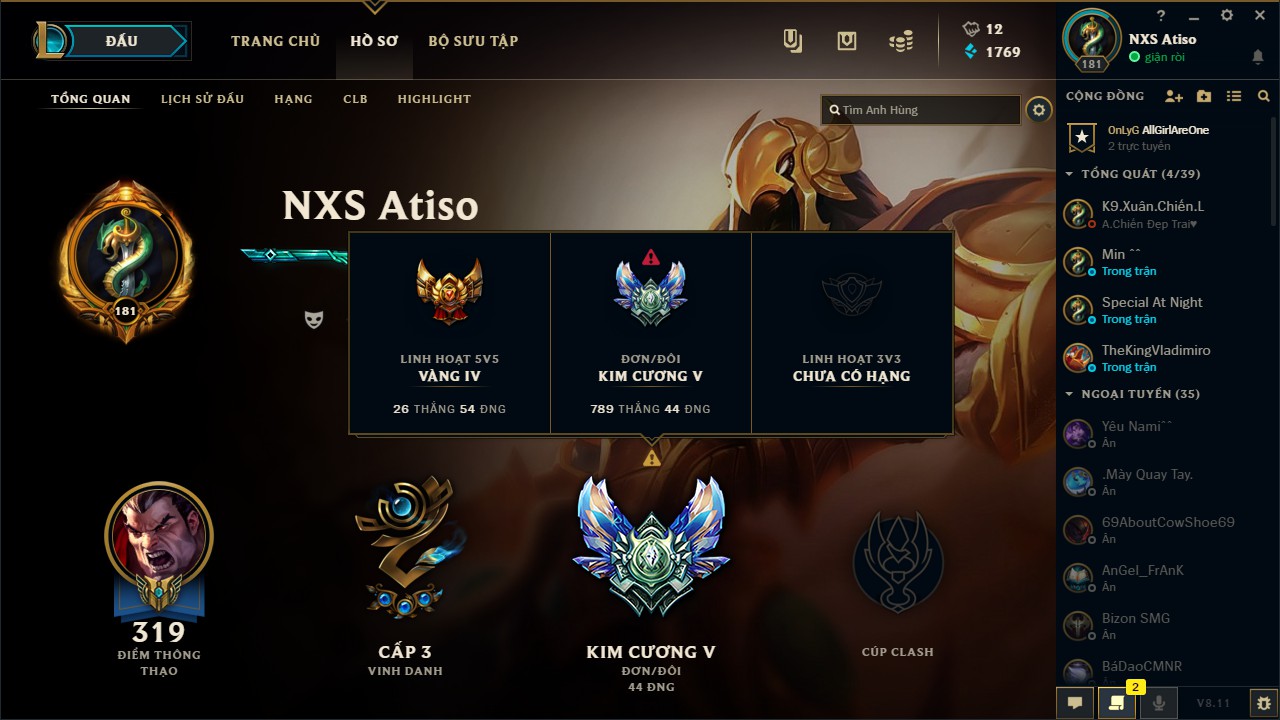 ĐẤU
TRANG CHỦ
HỒ SƠ
BỘ SƯU TẬP
12
1769
?
NXS Atiso
181
giận ròi
TỔNG QUAN
LỊCH SỬ ĐẤU
HẠNG
CLB
HIGHLIGHT
Tìm Anh Hùng
CỘNG ĐỒNG
OnLyG AllGirlAreOne
2 trực tuyến
TỔNG QUÁT (4/39)
K9.Xuân.Chiến.L
A.Chiến Đẹp Trai♥
Min ^^
Trong trận
Special At Night
Trong trận
TheKingVladimiro
Trong trận
NGOẠI TUYẾN (35)
Yêu Nami^^
Ẩn
.Mày Quay Tay.
Ẩn
69AboutCowShoe69
Ẩn
AnGeI_FrAnK
Ẩn
Bizon SMG
Ẩn
BáDaoCMNR
Ẩn
2
V8.11
NXS Atiso
181
LINH HOẠT 5V5
VÀNG IV
26 THẮNG 54 ĐNG
ĐƠN/ĐÔI
KIM CƯƠNG V
789 THẮNG 44 ĐNG
LINH HOẠT 3V3
CHƯA CÓ HẠNG
319
ĐIỂM THÔNG
THẠO
CẤP 3
VINH DANH
KIM CƯƠNG V
ĐƠN/ĐÔI
44 ĐNG
CÚP CLASH